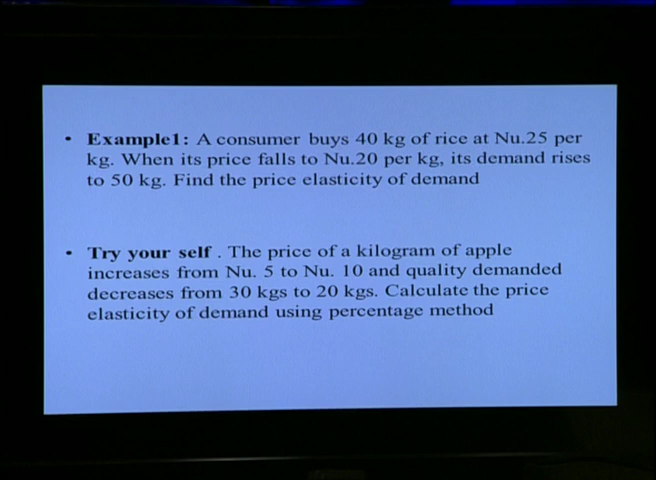 • Example1: A consumer buys 40 kg of rice at Nu.25 per
kg. When its price falls to Nu.20 per kg, its demand rises
to 50 kg. Find the price elasticity of demand
• Try your self . The price of a kilogram of apple
increases from Nu. 5 to Nu. 10 and quality demanded
decreases from 30 kgs to 20 kgs. Calculate the price
elasticity of demand using percentage method